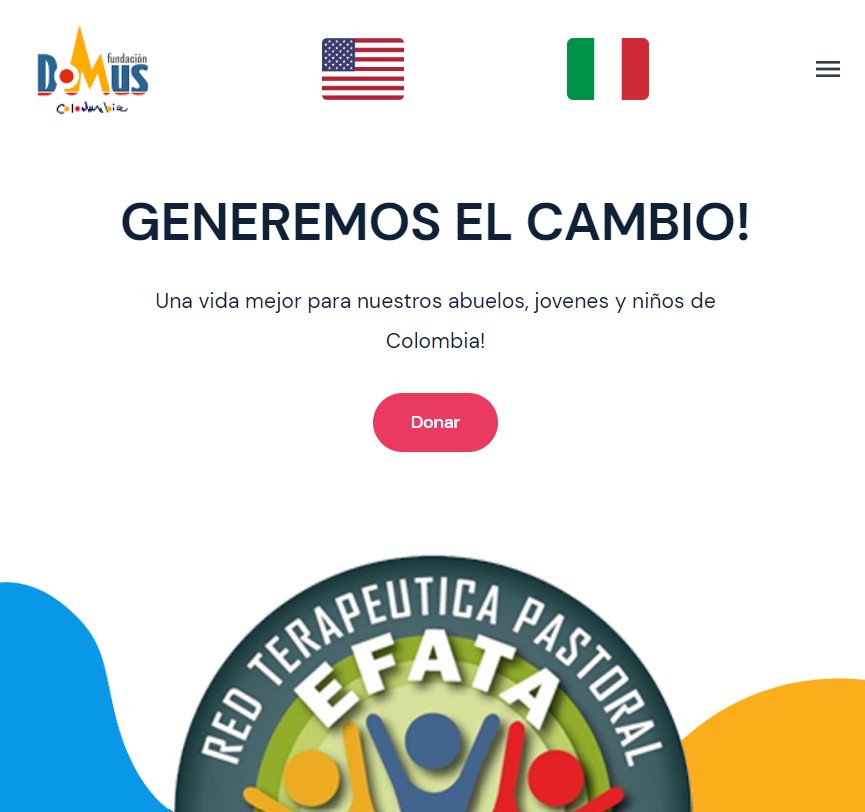 fundación
DOMUS
Colombia
GENEREMOS EL CAMBIO!
Una vida mejor para nuestros abuelos, jovenes y niños de
Colombia!
Donar
RED TERAPEUTICA PASTORAL
EFATA